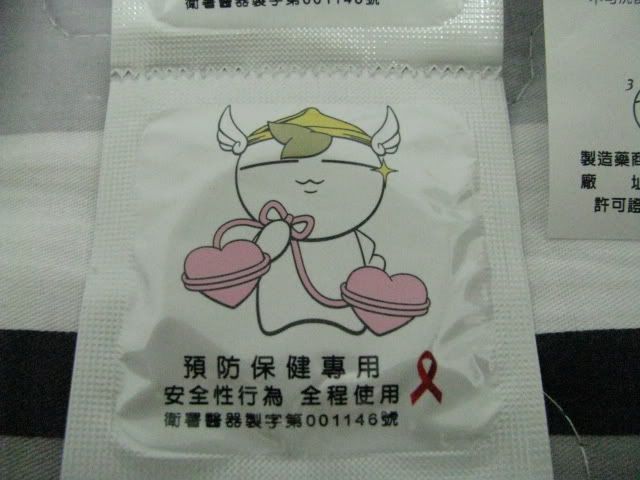 衛署醫器製字第001146號
預防保健專用
安全性行為 全程使用
衛署醫器製字第001146號
3
製造藥商
廠 址
許可證